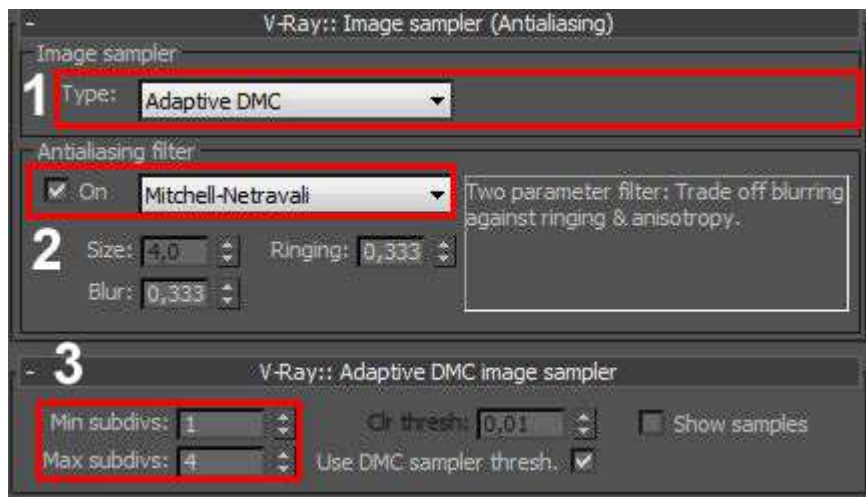 - V-Ray:: Image sampler (Antialiasing)
Image sampler
1 Type: Adaptive DMC
Antialiasing filter
On Mitchell-Netravali
Two parameter filter: Trade off blurring
against ringing & anisotropy.
2 Size: 4,0 Ringing: 0,333
Blur: 0,333
- 3 V-Ray:: Adaptive DMC image sampler
Min subdivs: 1 Clr thresh: 0,01 Show samples
Max subdivs: 4 Use DMC sampler thresh.